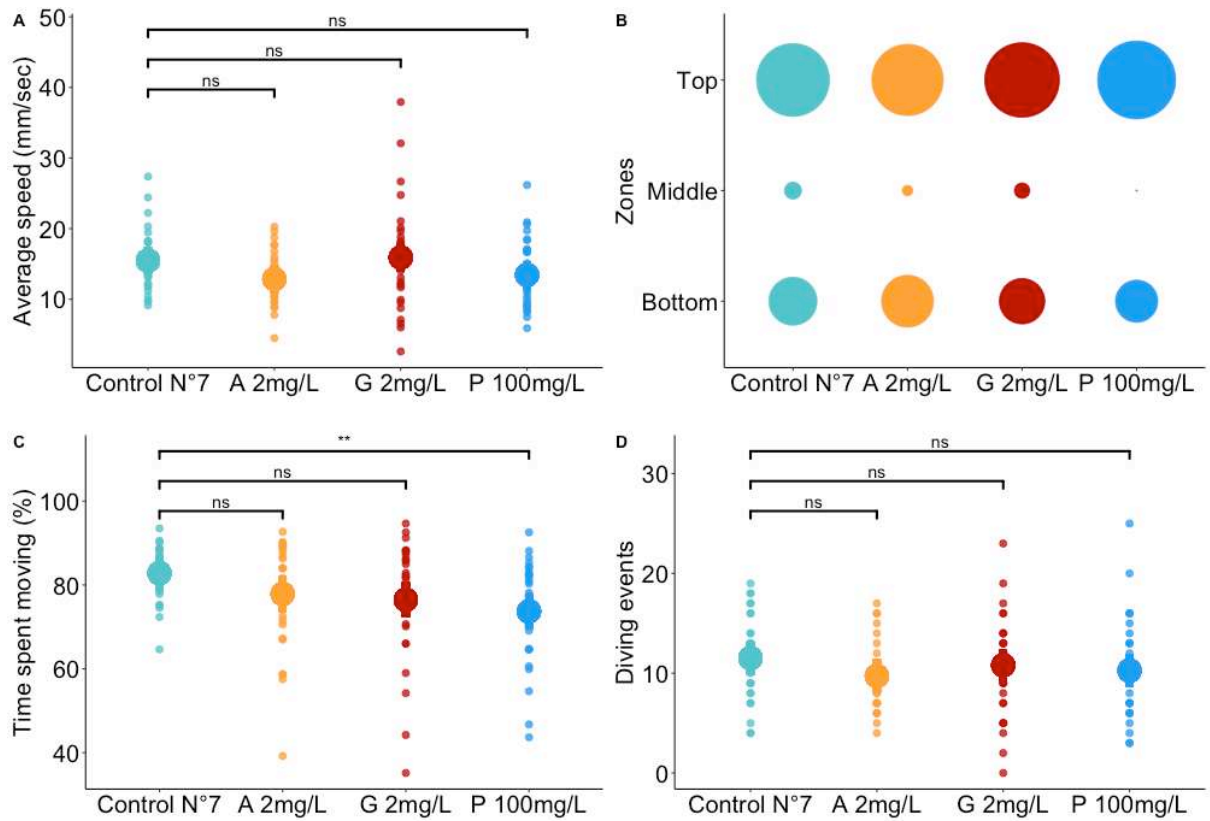 A
Average speed (mm/sec)
50
40
30
20
10
ns
ns
ns
Control N°7 A 2mg/L G 2mg/L P 100mg/L
B
Zones
Top
Middle
Bottom
Control N°7 A 2mg/L G 2mg/L P 100mg/L
C
Time spent moving (%)
100
80
60
40
**
ns
ns
Control N°7 A 2mg/L G 2mg/L P 100mg/L
D
Diving events
30
20
10
0
ns
ns
ns
Control N°7 A 2mg/L G 2mg/L P 100mg/L